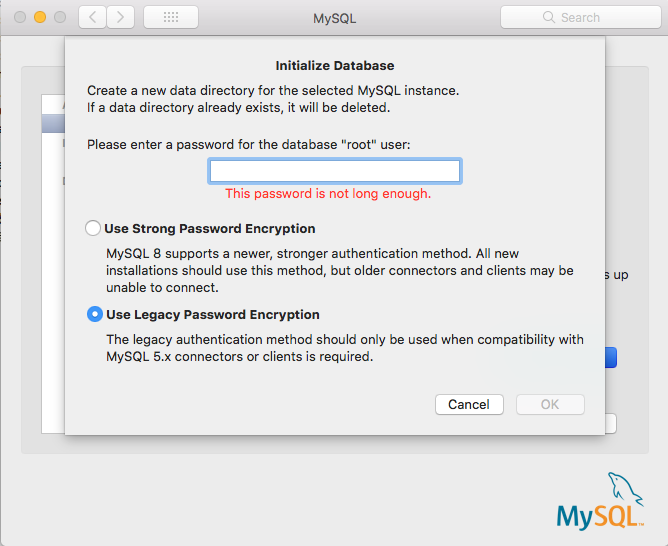 MySQL
Search
Initialize Database
Create a new data directory for the selected MySQL instance.
If a data directory already exists, it will be deleted.
Please enter a password for the database "root" user:
This password is not long enough.
Use Strong Password Encryption
MySQL 8 supports a newer, stronger authentication method. All new
installations should use this method, but older connectors and clients may be
unable to connect.
s up
Use Legacy Password Encryption
The legacy authentication method should only be used when compatibility with
MySQL 5.x connectors or clients is required.
Cancel
OK
MySQL™